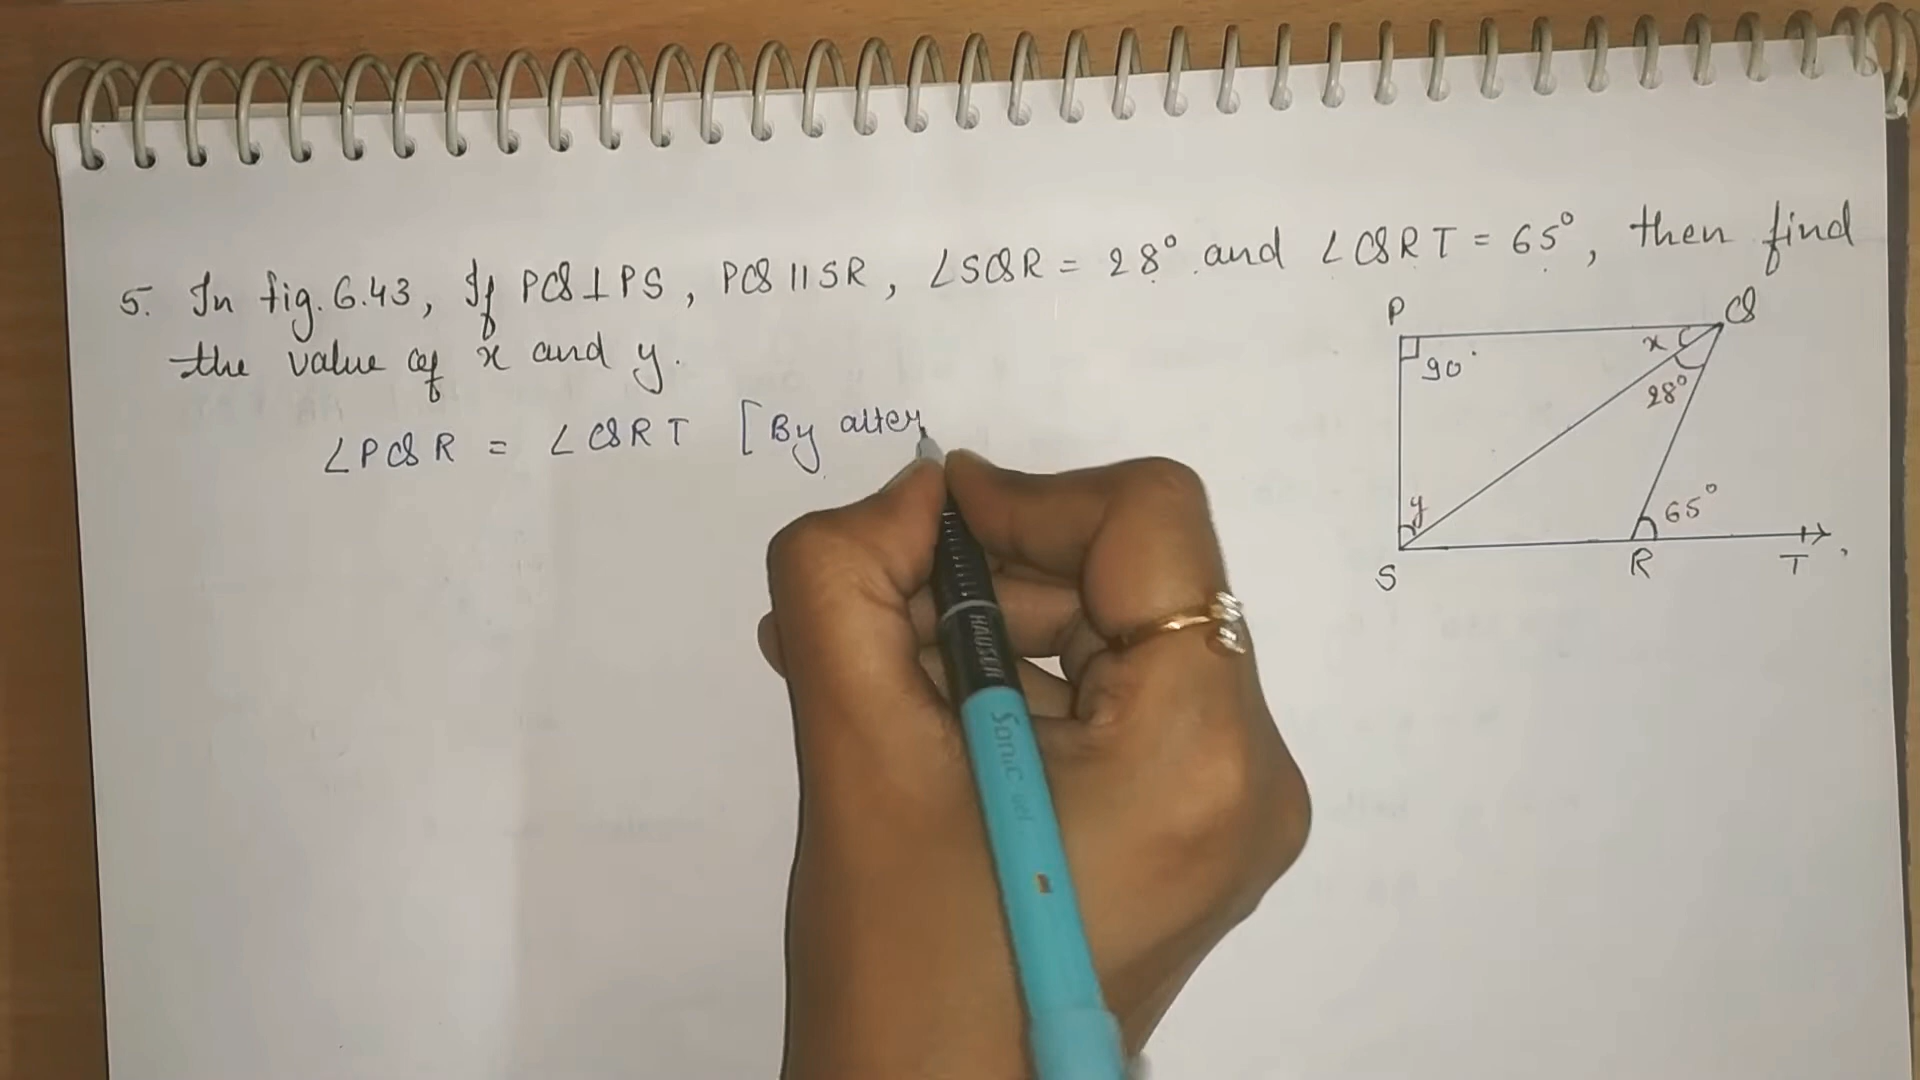 5. In fig. 6.43, If PQ ⊥ PS, PQ || SR, ∠SQR = 28° and ∠QRT = 65°, then find
the value of x and y.
∠PQR = ∠QRT [By alter
P
Q
90°
x
28°
y
65°
S
R
T
HAUSER
Sonic gel